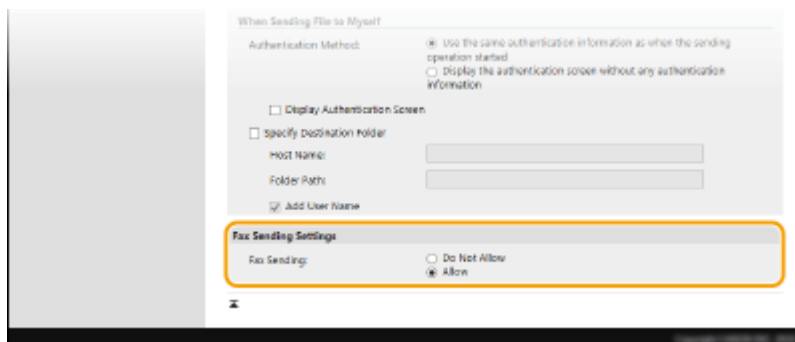 When Sending File to Myself
Authentication Method:
Use the same authentication information as when the sending
operation started
Display the authentication screen without any authentication
information
Display Authentication Screen
Specify Destination Folder
Host Name:
Folder Path:
Add User Name
Fax Sending Settings
Fax Sending:
Do Not Allow
Allow